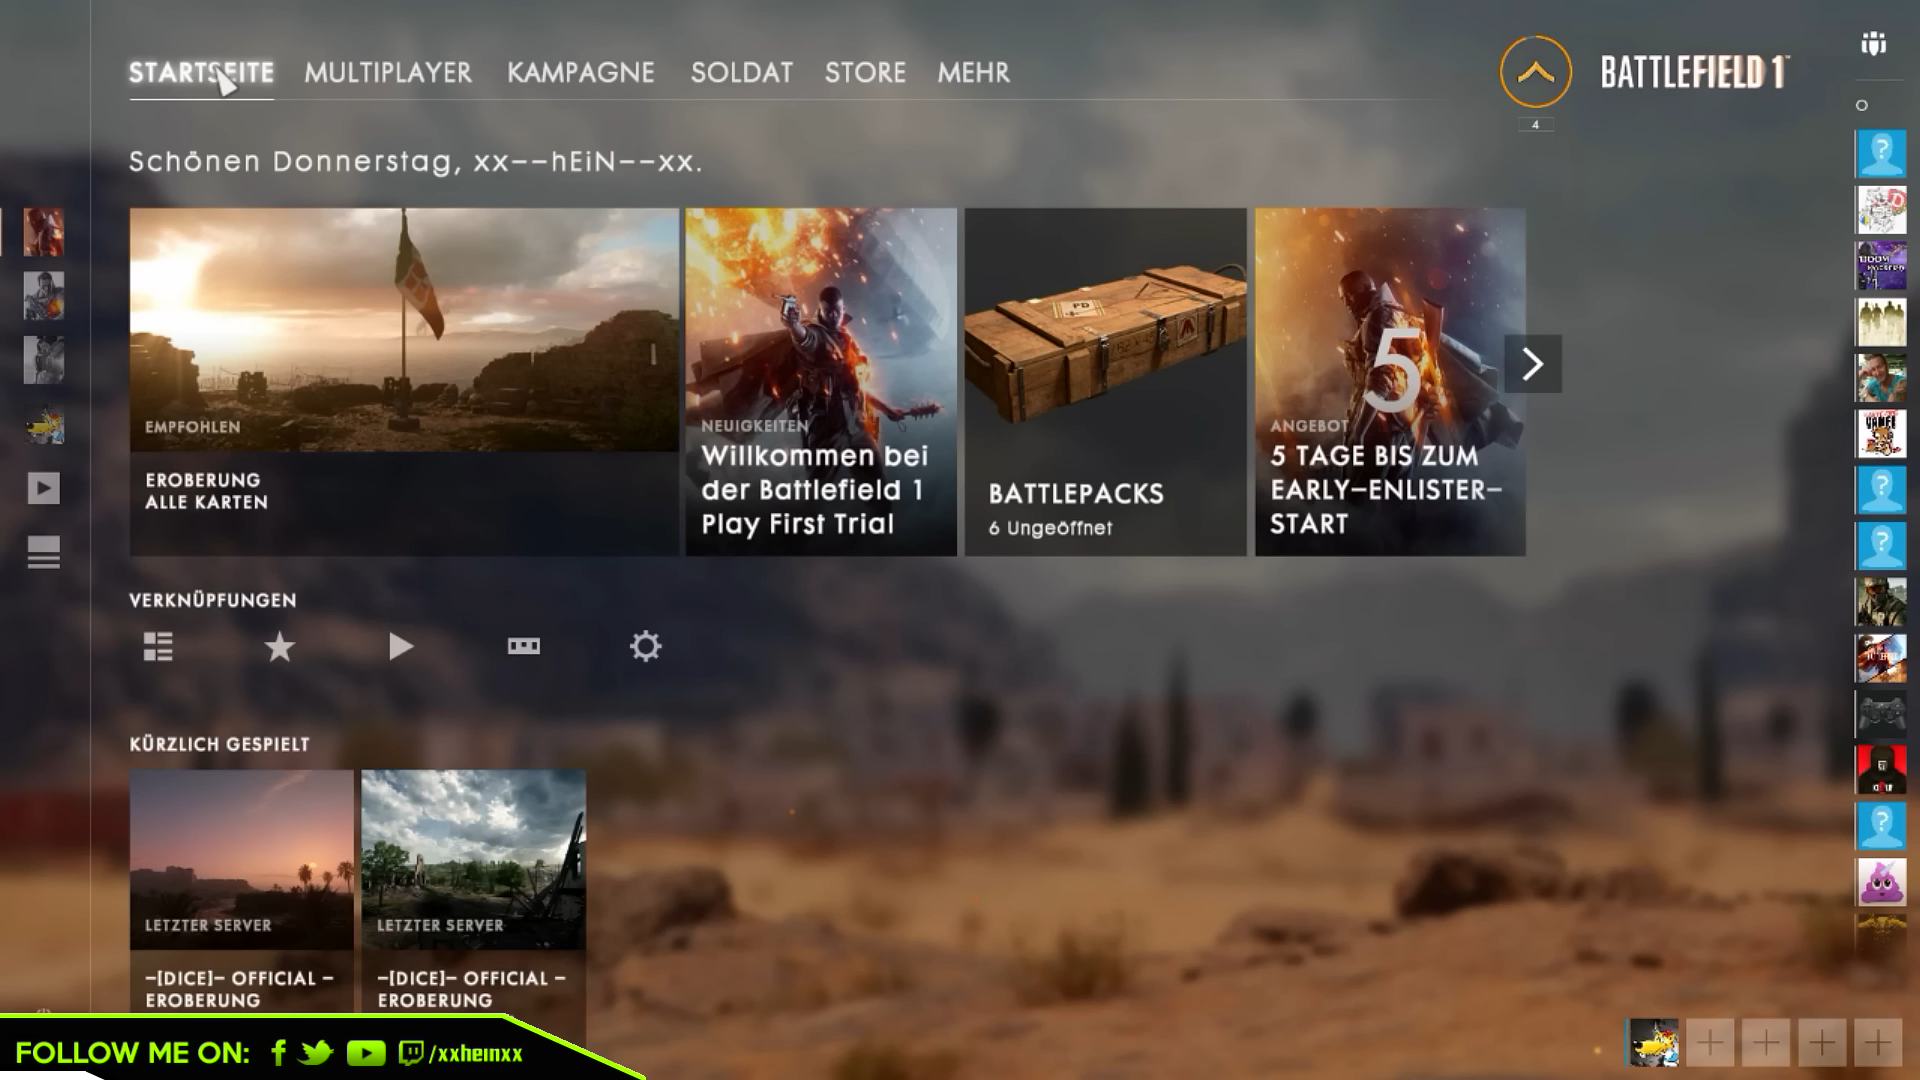 STARTSEITE MULTIPLAYER KAMPAGNE SOLDAT STORE MEHR
BATTLEFIELD 1™
4
Schönen Donnerstag, xx--hEiN--xx.
EMPFOHLEN
EROBERUNG
ALLE KARTEN
NEUIGKEITEN
Willkommen bei
der Battlefield 1
Play First Trial
BATTLEPACKS
6 Ungeöffnet
5
ANGEBOT
5 TAGE BIS ZUM
EARLY-ENLISTER-
START
VERKNÜPFUNGEN
KÜRZLICH GESPIELT
LETZTER SERVER
-[DICE]- OFFICIAL -
EROBERUNG
LETZTER SERVER
-[DICE]- OFFICIAL -
EROBERUNG
FOLLOW ME ON: /xxheinxx